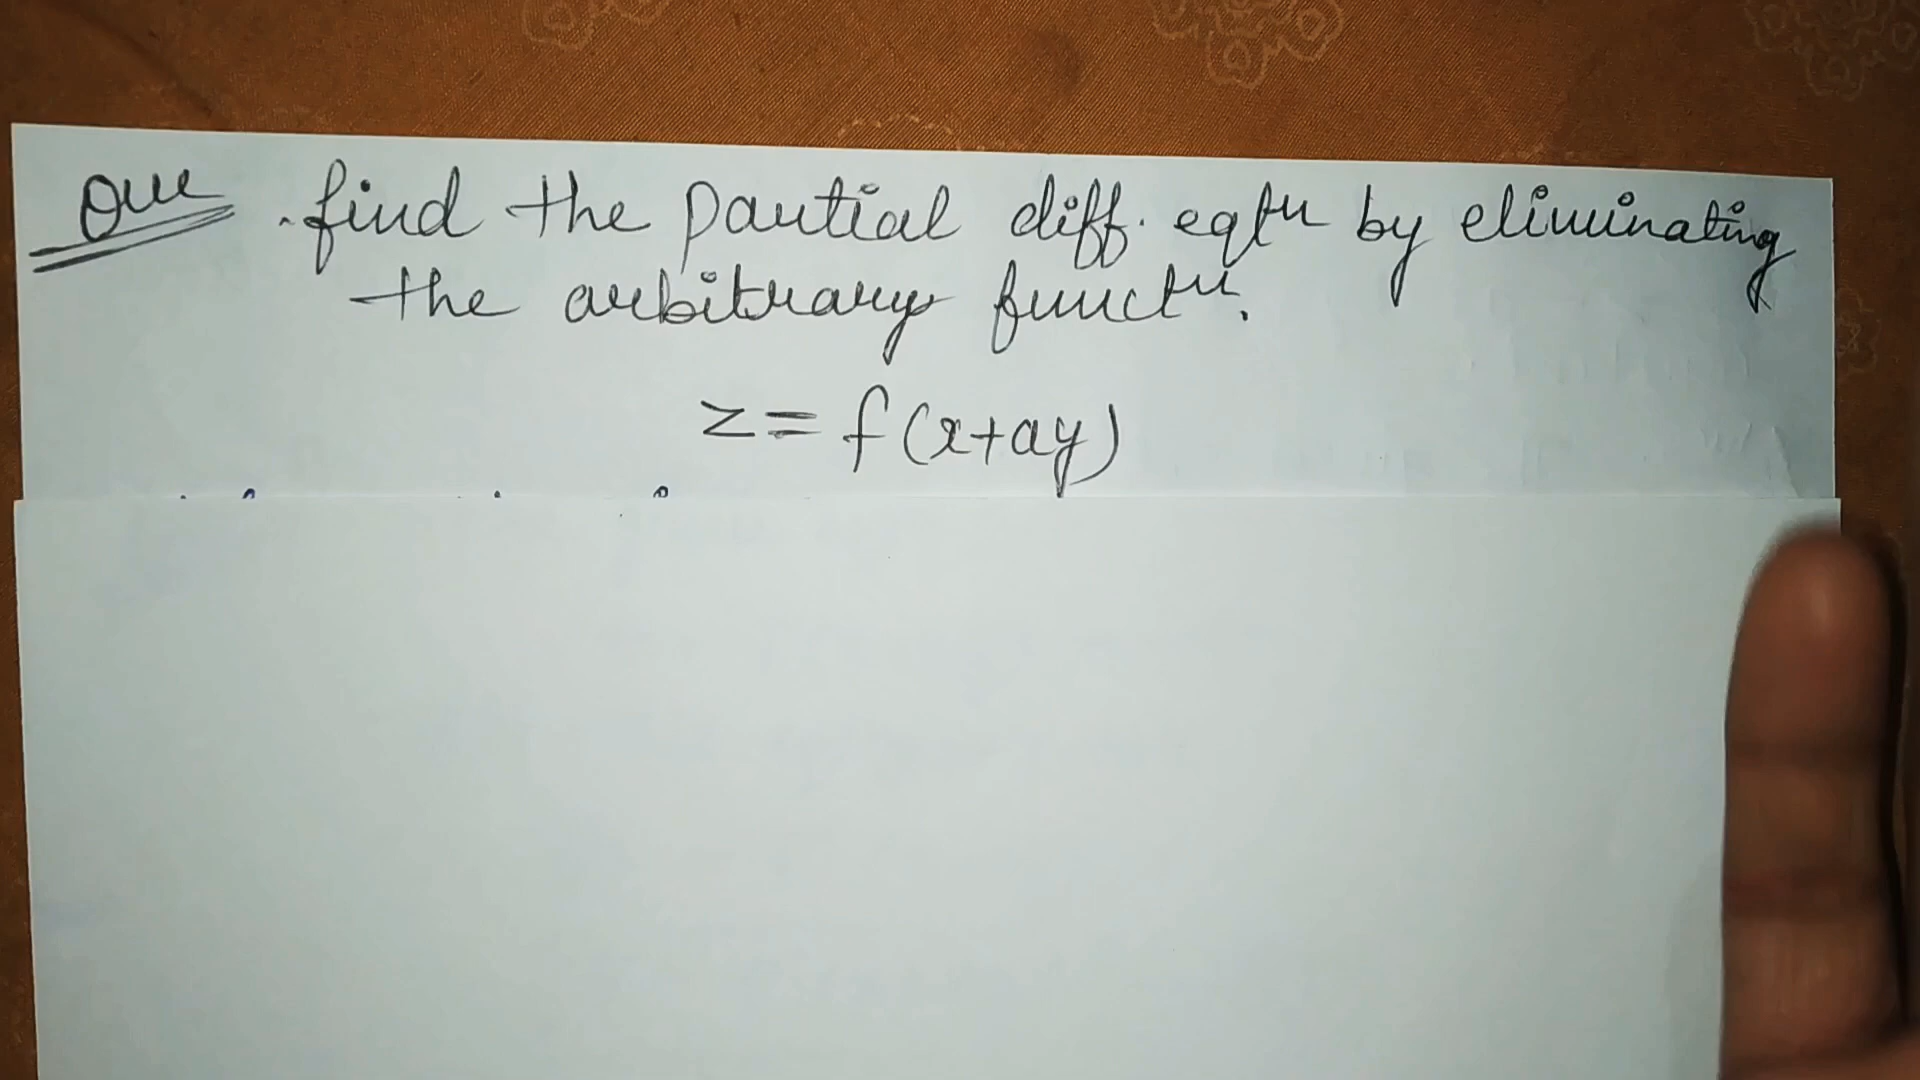 Que find the Partial diff. eqtn by eliminating
the arbitrary functn.
z = f(x+ay)